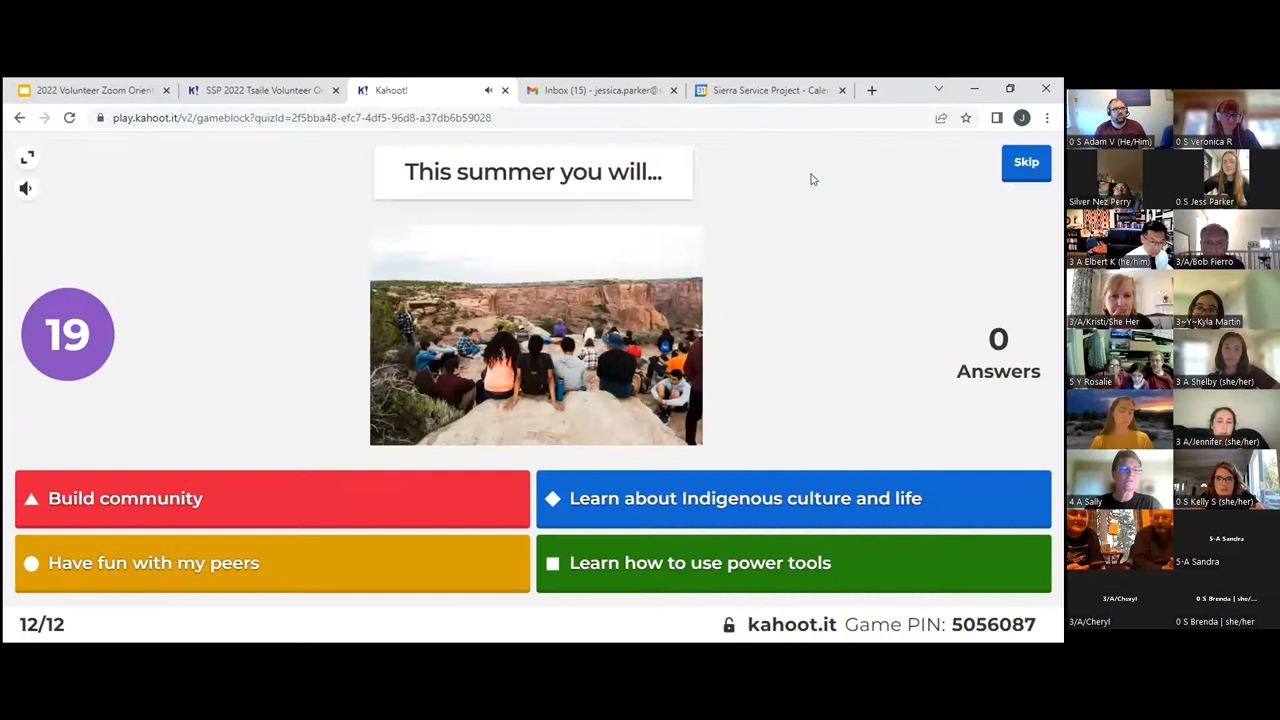 2022 Volunteer Zoom Orient
SSP 2022 Tsaile Volunteer O
Kahoot!
Inbox (15) - jessica.parker@s
Sierra Service Project - Cale
play.kahoot.it/v2/gameblock?quizId=2f5bba48-efc7-4df5-96d8-a37db6b59028
J
This summer you will...
Skip
19
0
Answers
Build community
Learn about Indigenous culture and life
Have fun with my peers
Learn how to use power tools
12/12
kahoot.it Game PIN: 5056087
0 S Adam V (He/Him)
0 S Veronica R
Silver Nez Perry
0 S Jess Parker
3 A Elbert K (he/him)
3/A/Bob Fierro
3/A/Kristi/She Her
3~Y~Kyla Martin
5 Y Rosalie
3 A Shelby (she/her)
3 A/Jennifer (she/her)
4 A Sally
0 S Kelly S (she/her)
5-A Sandra
5-A Sandra
3/A/Cheryl
0 S Brenda | she/...
3/A/Cheryl
0 S Brenda | she/her